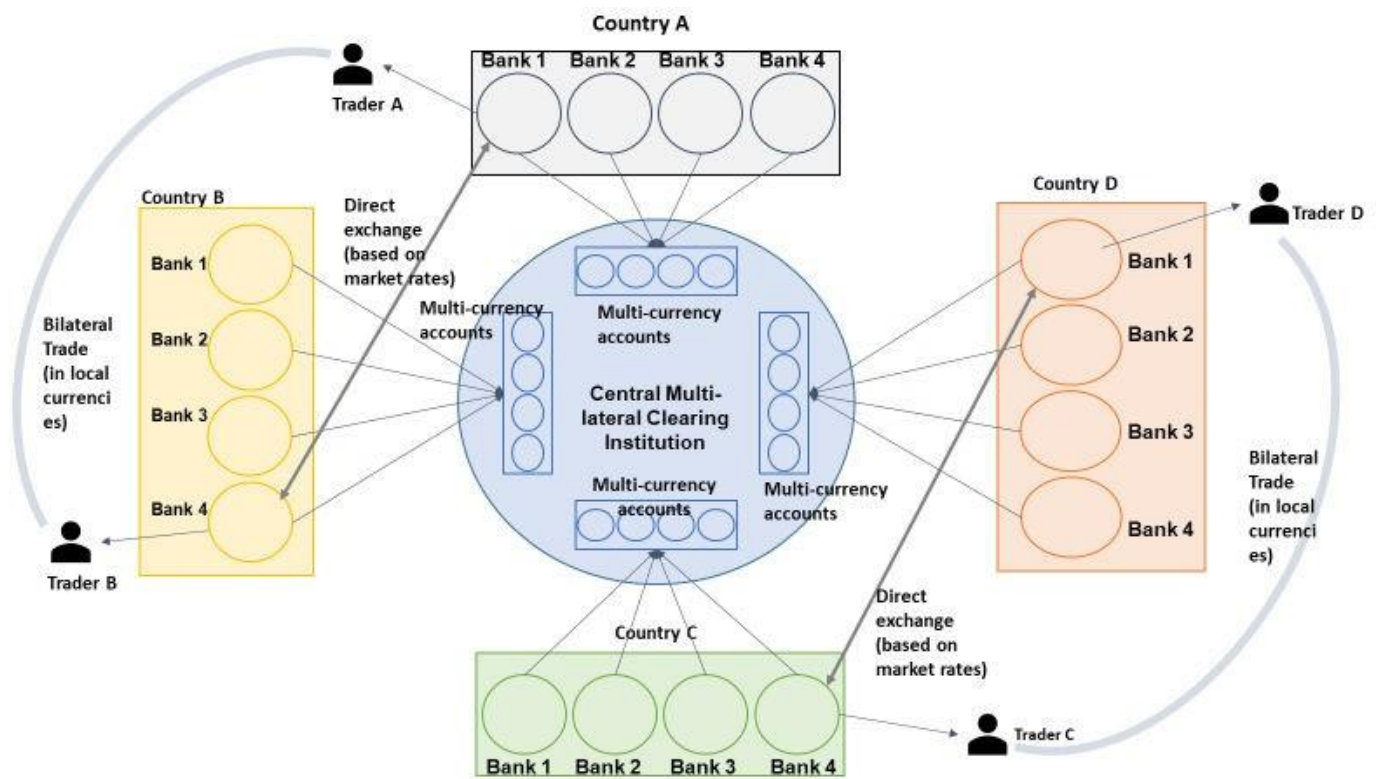 Country A
Bank 1
Bank 2
Bank 3
Bank 4
Trader A
Country B
Bank 1
Bank 2
Bank 3
Bank 4
Direct
exchange
(based on
market rates)
Country D
Trader D
Bank 1
Bank 2
Bank 3
Bank 4
Multi-currency
accounts
Multi-currency
accounts
Bilateral
Trade
(in local
currenci
es)
Central Multi-
lateral Clearing
Institution
Multi-currency
accounts
Multi-currency
accounts
Bilateral
Trade
(in local
currenci
es)
Trader B
Direct
exchange
(based on
market rates)
Country C
Trader C
Bank 1
Bank 2
Bank 3
Bank 4